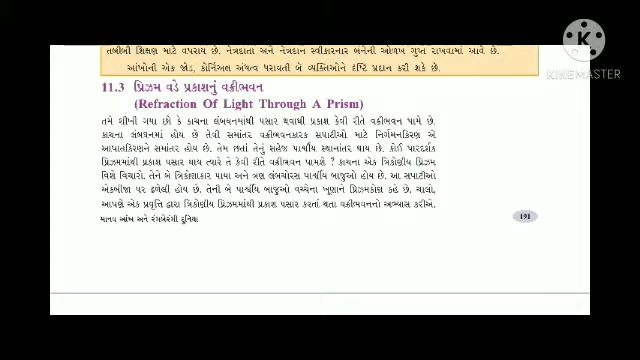 તબીબી શિક્ષણ માટે વપરાય છે. નેત્રદાતા અને નેત્રદાન સ્વીકારનાર બંનેની ઓળખ ગુપ્ત રાખવામાં આવે છે.
આંખોની એક જોડ, કોર્નિઅલ અંધત્વ ધરાવતી બે વ્યક્તિઓને દૃષ્ટિ પ્રદાન કરી શકે છે.
KINEMASTER
11.3 પ્રિઝમ વડે પ્રકાશનું વક્રીભવન
(Refraction Of Light Through A Prism)
તમે શીખી ગયા છો કે કાચના લંબઘનમાંથી પસાર થવાથી પ્રકાશ કેવી રીતે વક્રીભવન પામે છે.
કાચના લંબઘનમાં હોય છે તેવી સમાંતર વક્રીભવનકારક સપાટીઓ માટે નિર્ગમનકિરણ એ
આપાતકિરણને સમાંતર હોય છે. તેમ છતાં તેનું સહેજ પાર્શ્વીય સ્થાનાંતર થાય છે. કોઈ પારદર્શક
પ્રિઝમમાંથી પ્રકાશ પસાર થાય ત્યારે તે કેવી રીતે વક્રીભવન પામશે ? કાચના એક ત્રિકોણીય પ્રિઝમ
વિશે વિચારો. તેને બે ત્રિકોણાકાર પાયા અને ત્રણ લંબચોરસ પાર્શ્વીય બાજુઓ હોય છે. આ સપાટીઓ
એકબીજા પર ઢળેલી હોય છે. તેની બે પાર્શ્વીય બાજુઓ વચ્ચેના ખૂણાને પ્રિઝમકોણ કહે છે. ચાલો,
આપણે એક પ્રવૃત્તિ દ્વારા ત્રિકોણીય પ્રિઝમમાંથી પ્રકાશ પસાર કરતાં થતા વક્રીભવનનો અભ્યાસ કરીએ.
માનવ આંખ અને રંગબેરંગી દુનિયા
191